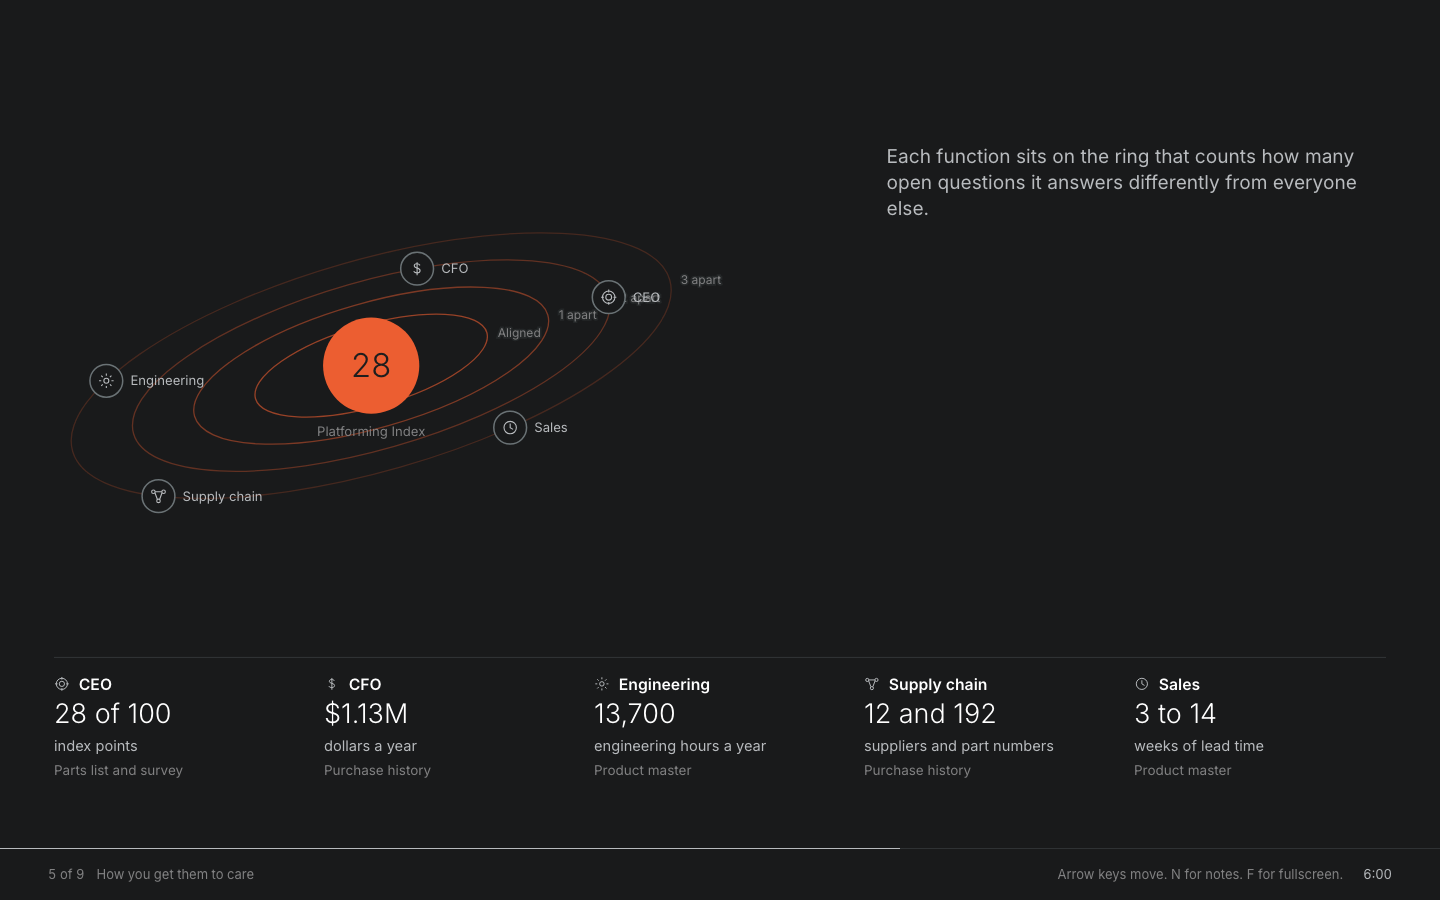 Each function sits on the ring that counts how many
open questions it answers differently from everyone
else.
3 apart
CFO
CEO
apart
1 apart
Aligned
28
Engineering
Platforming Index
Sales
Supply chain
CEO
28 of 100
index points
Parts list and survey
CFO
$1.13M
dollars a year
Purchase history
Engineering
13,700
engineering hours a year
Product master
Supply chain
12 and 192
suppliers and part numbers
Purchase history
Sales
3 to 14
weeks of lead time
Product master
5 of 9 How you get them to care
Arrow keys move. N for notes. F for fullscreen. 6:00